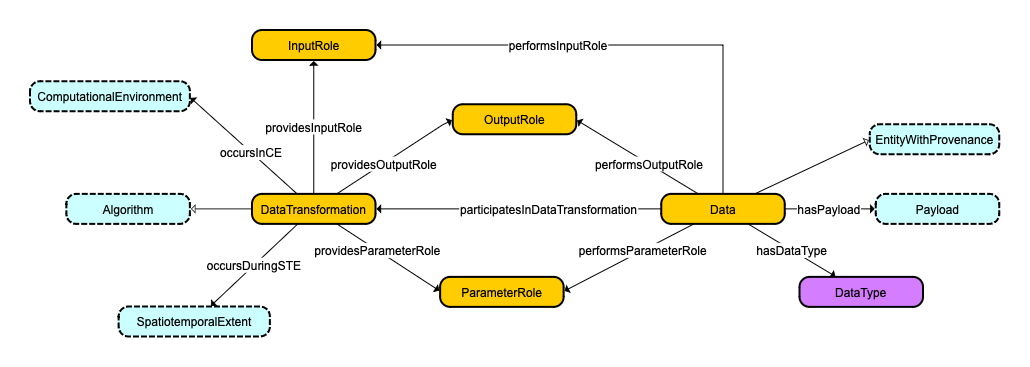 InputRole
performsInputRole
ComputationalEnvironment
OutputRole
providesInputRole
EntityWithProvenance
occursInCE
providesOutputRole
performsOutputRole
Algorithm
DataTransformation
participatesInDataTransformation
Data
hasPayload
Payload
providesParameterRole
performsParameterRole
hasDataType
occursDuringSTE
ParameterRole
DataType
SpatiotemporalExtent